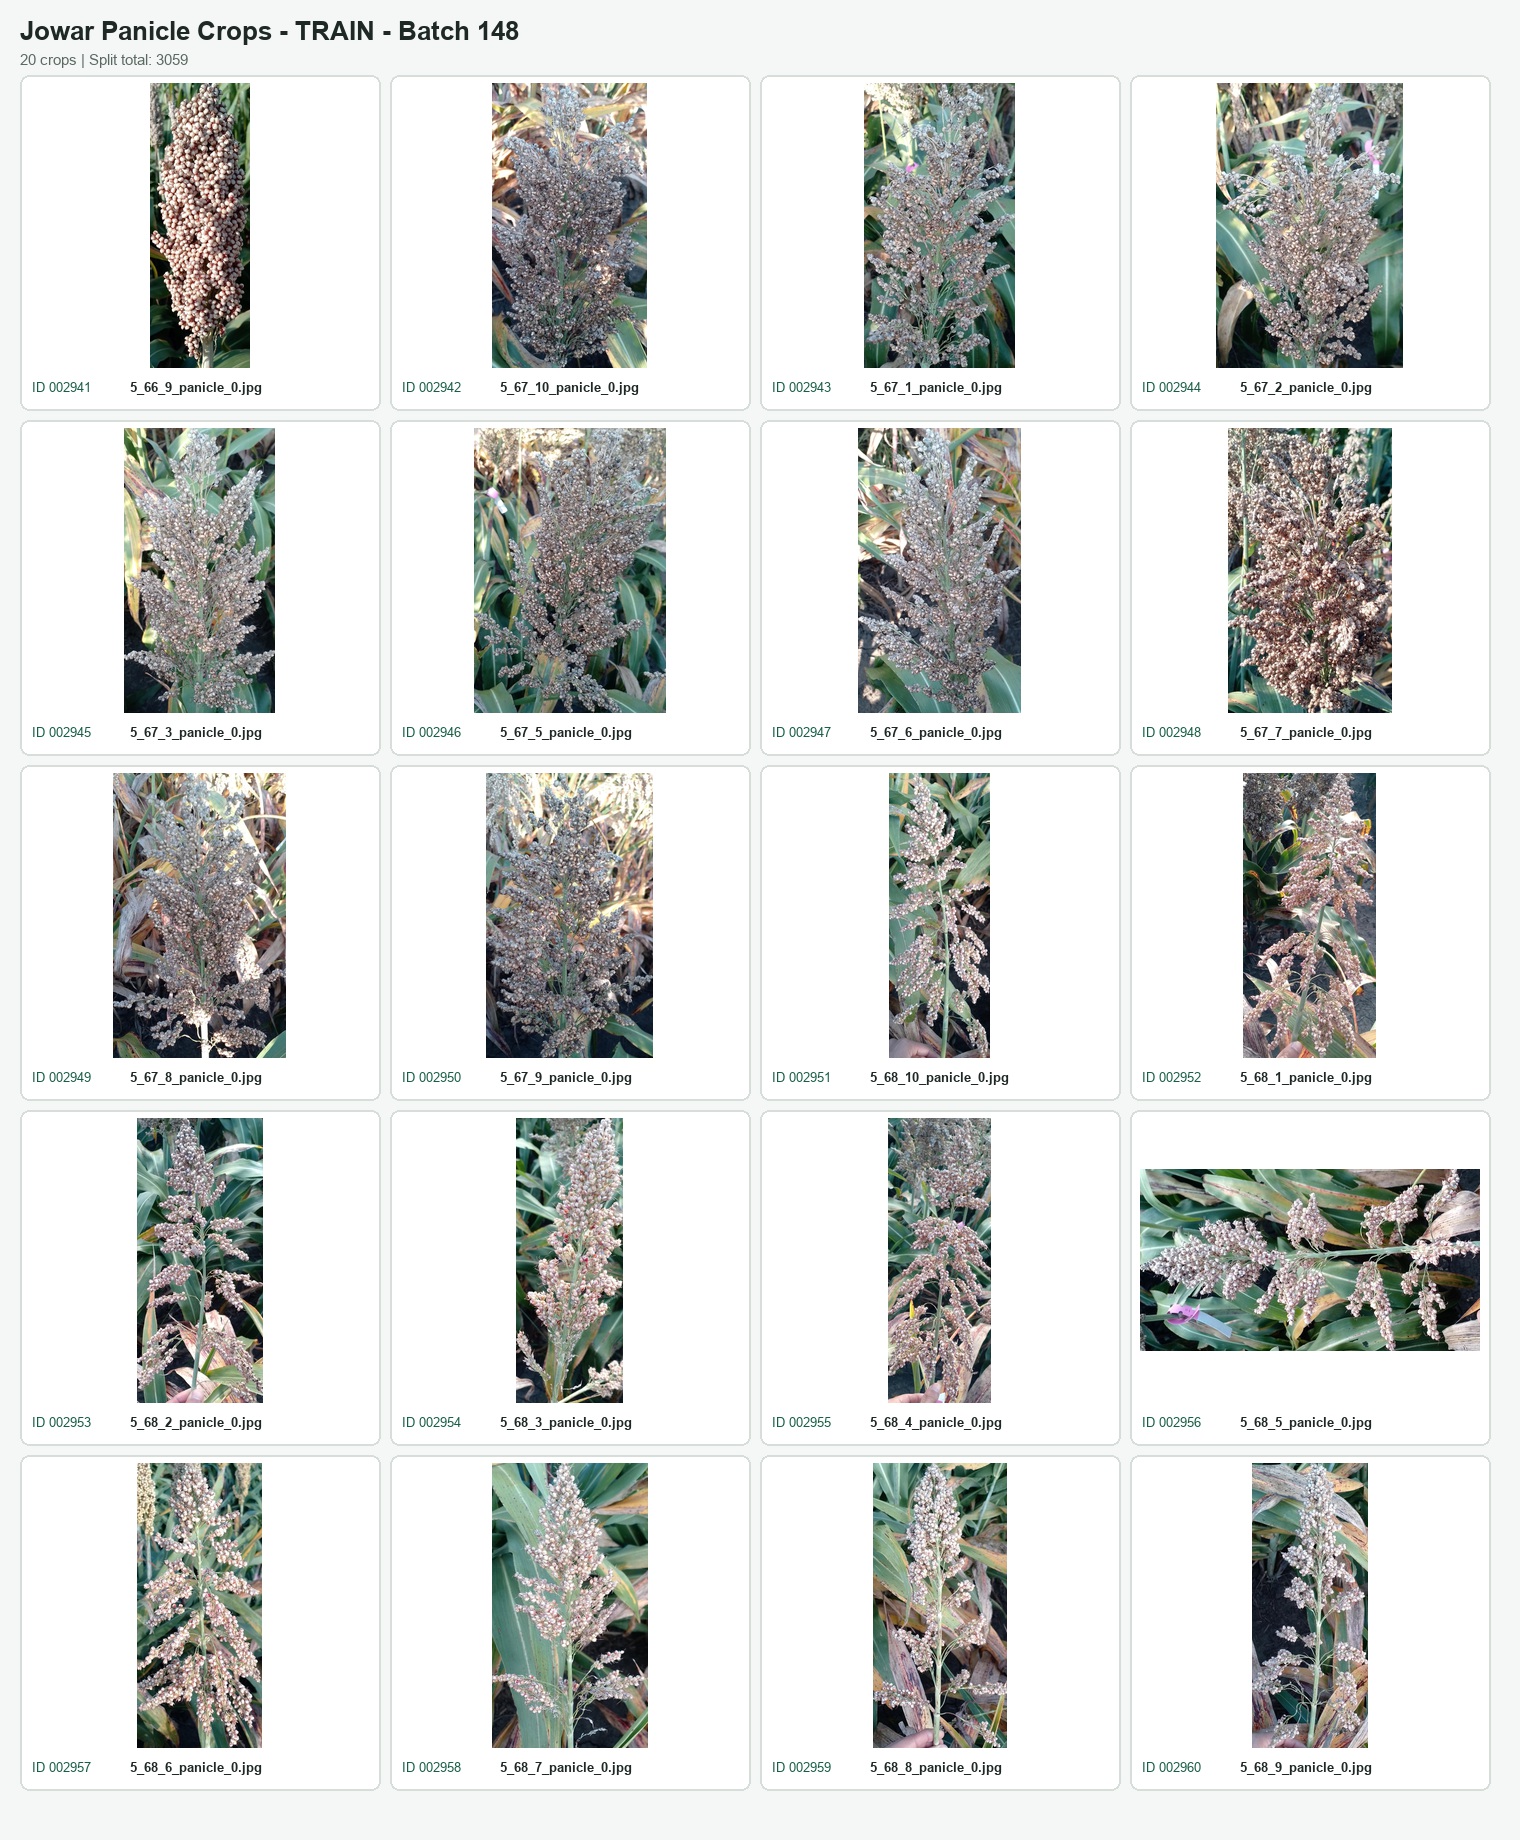 Jowar Panicle Crops - TRAIN - Batch 148
20 crops | Split total: 3059
ID 002941 5_66_9_panicle_0.jpg
ID 002942 5_67_10_panicle_0.jpg
ID 002943 5_67_1_panicle_0.jpg
ID 002944 5_67_2_panicle_0.jpg
ID 002945 5_67_3_panicle_0.jpg
ID 002946 5_67_5_panicle_0.jpg
ID 002947 5_67_6_panicle_0.jpg
ID 002948 5_67_7_panicle_0.jpg
ID 002949 5_67_8_panicle_0.jpg
ID 002950 5_67_9_panicle_0.jpg
ID 002951 5_68_10_panicle_0.jpg
ID 002952 5_68_1_panicle_0.jpg
ID 002953 5_68_2_panicle_0.jpg
ID 002954 5_68_3_panicle_0.jpg
ID 002955 5_68_4_panicle_0.jpg
ID 002956 5_68_5_panicle_0.jpg
ID 002957 5_68_6_panicle_0.jpg
ID 002958 5_68_7_panicle_0.jpg
ID 002959 5_68_8_panicle_0.jpg
ID 002960 5_68_9_panicle_0.jpg